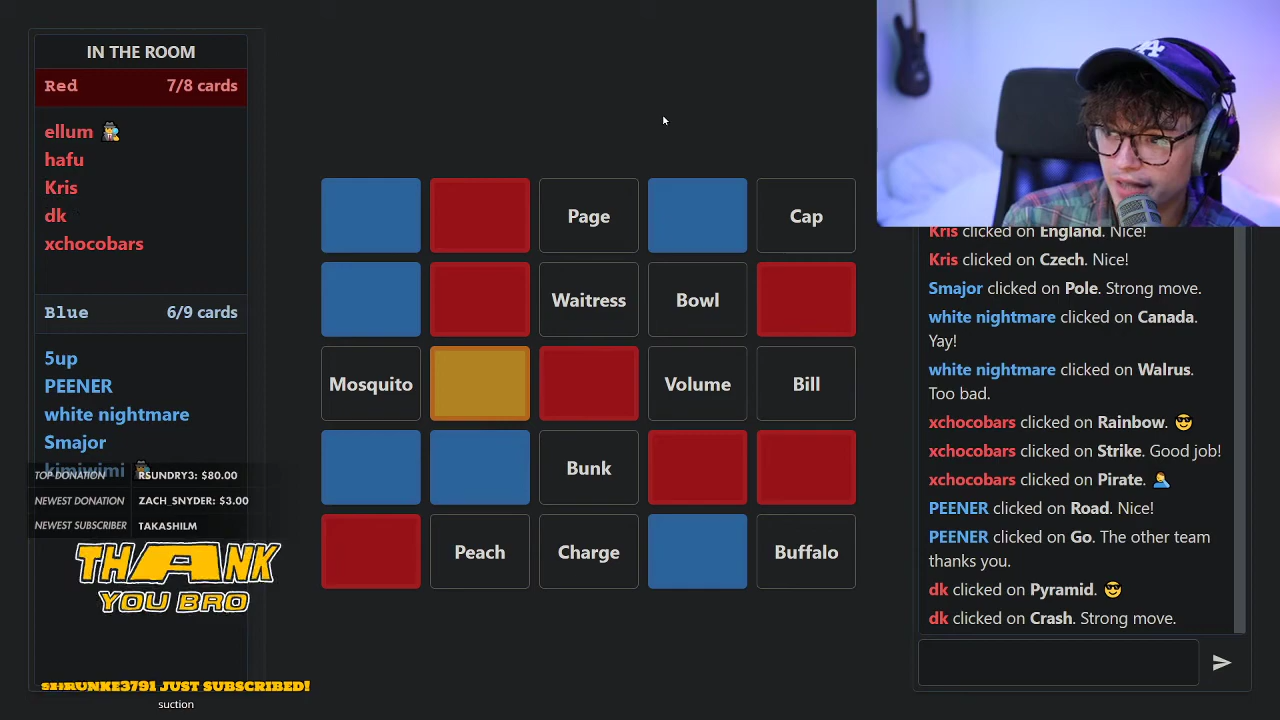 IN THE ROOM
Red 7/8 cards
ellum
hafu
Kris
dk
xchocobars
Blue 6/9 cards
5up
PEENER
white nightmare
Smajor
kimiwimi
TOP DONATION RSUNDRY3: $80.00
NEWEST DONATION ZACH_SNYDER: $3.00
NEWEST SUBSCRIBER TAKASHILM
THANK
YOU BRO
SHRUNKE3791 JUST SUBSCRIBED!
suction
Page Cap
Waitress Bowl
Mosquito Volume Bill
Bunk
Peach Charge Buffalo
LA
Kris clicked on England. Nice!
Kris clicked on Czech. Nice!
Smajor clicked on Pole. Strong move.
white nightmare clicked on Canada.
Yay!
white nightmare clicked on Walrus.
Too bad.
xchocobars clicked on Rainbow. 😎
xchocobars clicked on Strike. Good job!
xchocobars clicked on Pirate. 🤦
PEENER clicked on Road. Nice!
PEENER clicked on Go. The other team
thanks you.
dk clicked on Pyramid. 😎
dk clicked on Crash. Strong move.